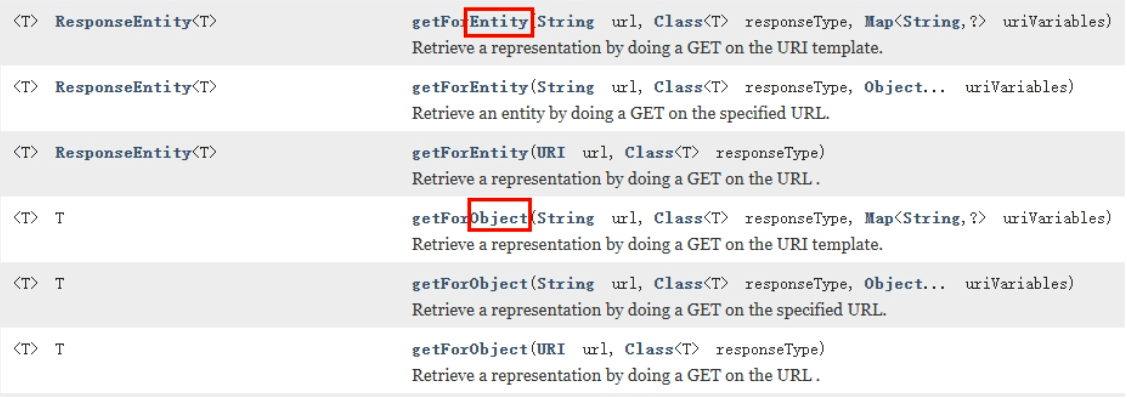 <T> ResponseEntity<T> getForEntity(String url, Class<T> responseType, Map<String,?> uriVariables)
Retrieve a representation by doing a GET on the URI template.
<T> ResponseEntity<T> getForEntity(String url, Class<T> responseType, Object... uriVariables)
Retrieve an entity by doing a GET on the specified URL.
<T> ResponseEntity<T> getForEntity(URI url, Class<T> responseType)
Retrieve a representation by doing a GET on the URL .
<T> T getForObject(String url, Class<T> responseType, Map<String,?> uriVariables)
Retrieve a representation by doing a GET on the URI template.
<T> T getForObject(String url, Class<T> responseType, Object... uriVariables)
Retrieve a representation by doing a GET on the specified URL.
<T> T getForObject(URI url, Class<T> responseType)
Retrieve a representation by doing a GET on the URL .